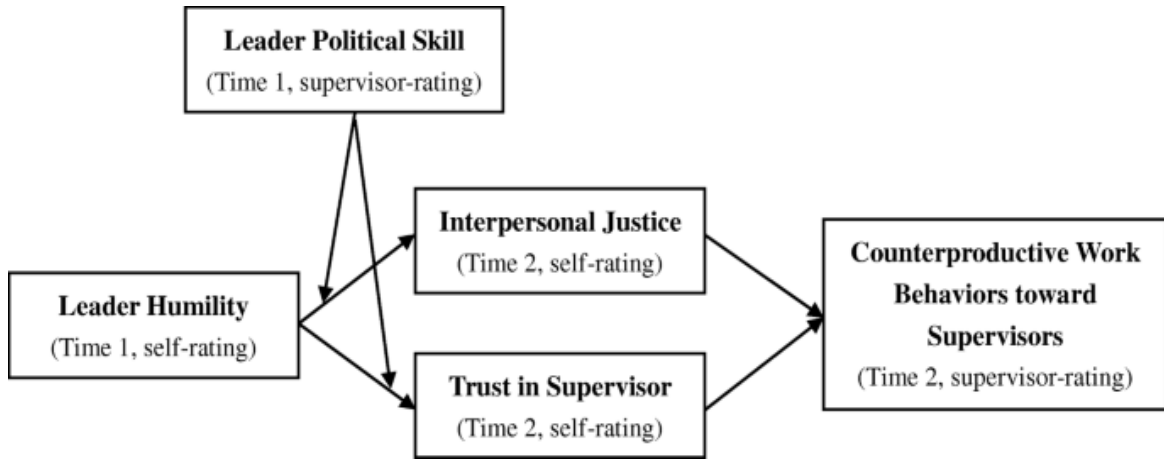 Leader Political Skill
(Time 1, supervisor-rating)
Interpersonal Justice
(Time 2, self-rating)
Leader Humility
(Time 1, self-rating)
Trust in Supervisor
(Time 2, self-rating)
Counterproductive Work
Behaviors toward
Supervisors
(Time 2, supervisor-rating)